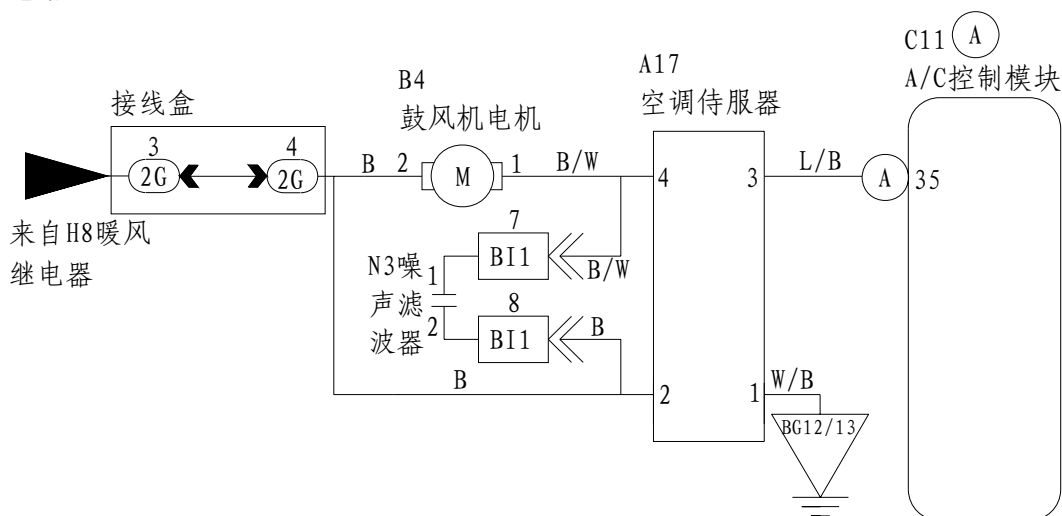 C11 A
A/C控制模块
A17
空调侍服器
B4
鼓风机电机
接线盒
3
2G
4
2G
B
2
M
1
B/W
4
3
L/B
A
35
来自H8暖风
继电器
7
BI1
B/W
N3噪
声滤
波器
1
2
8
BI1
B
B
2
1
W/B
BG12/13